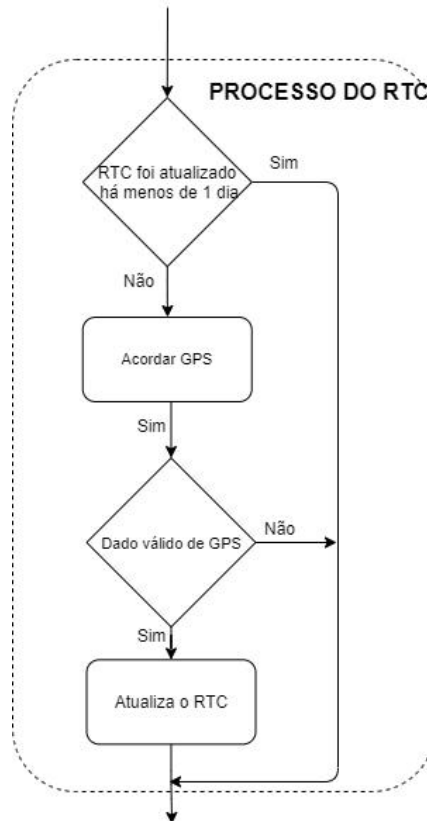 PROCESSO DO RTC
RTC foi atualizado
há menos de 1 dia
Sim
Não
Acordar GPS
Sim
Dado válido de GPS
Não
Sim
Atualiza o RTC